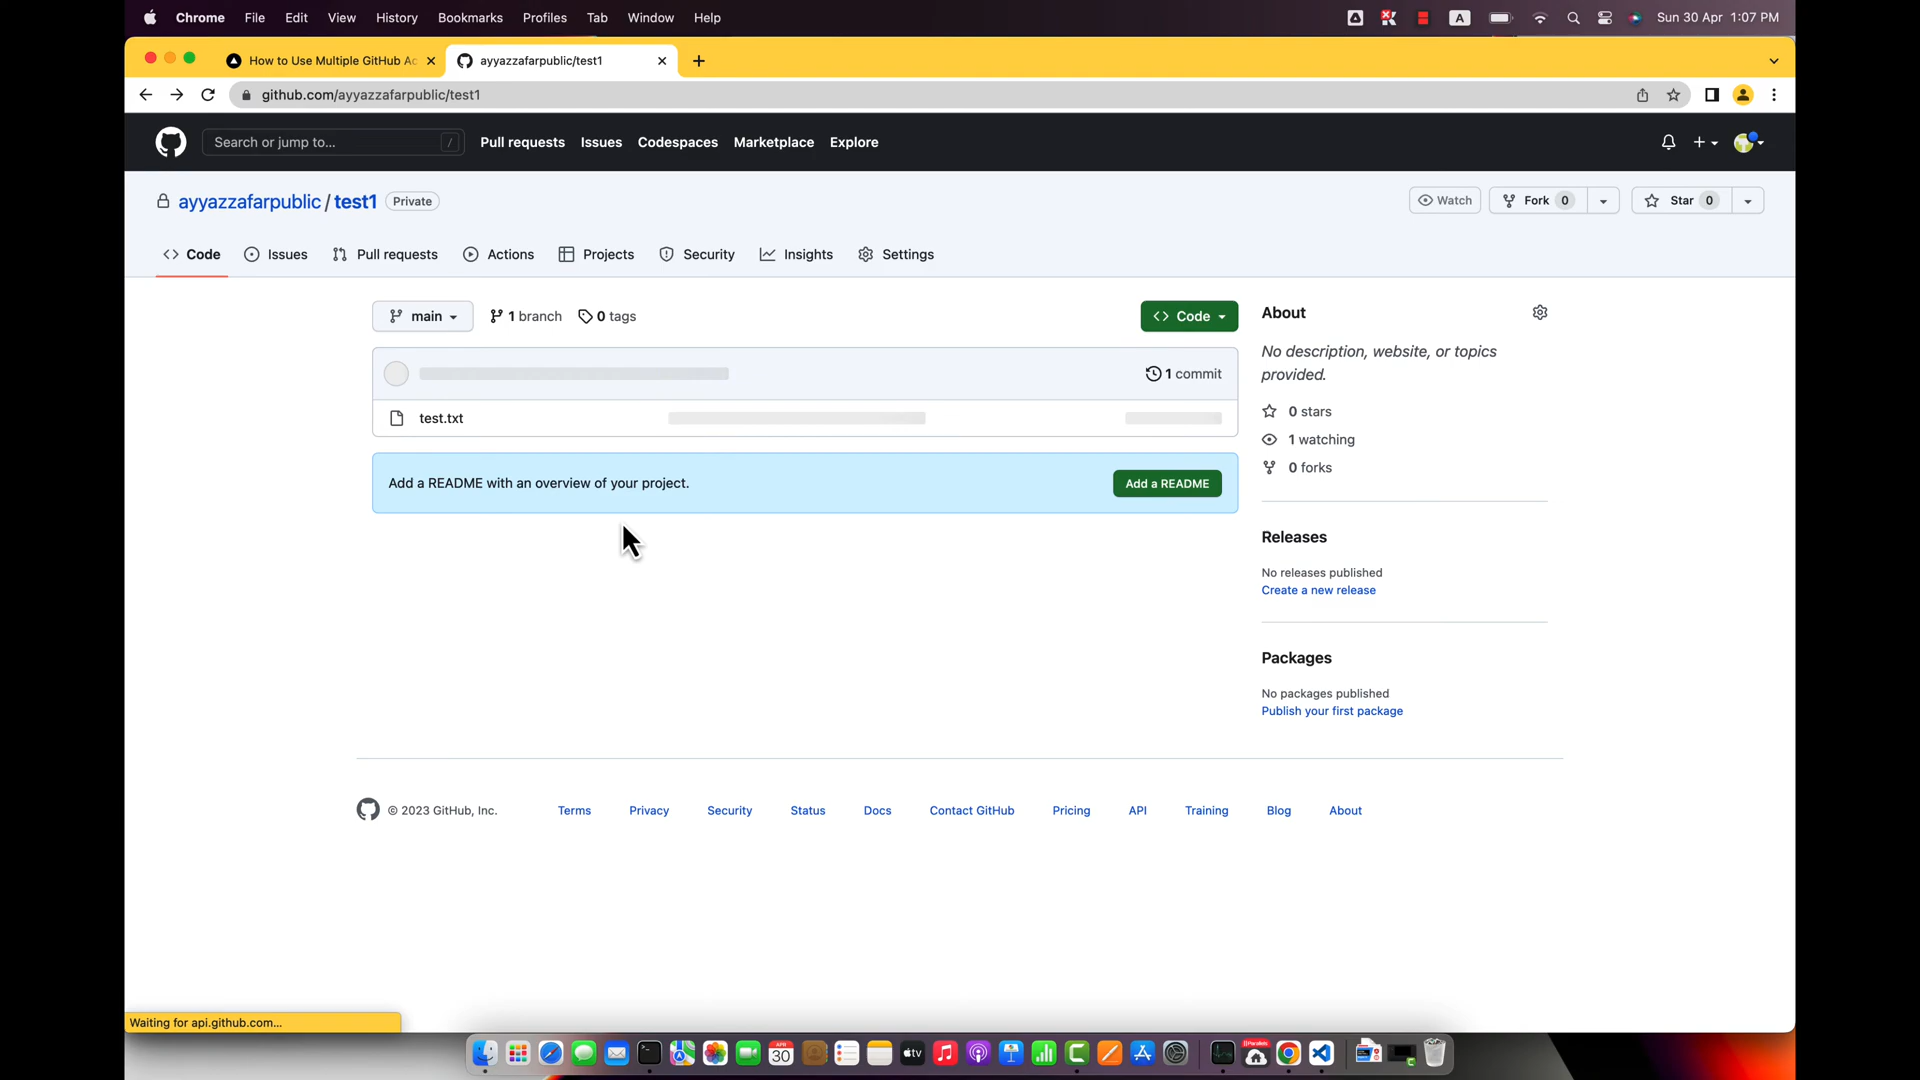 Chrome File Edit View History Bookmarks Profiles Tab Window Help A Sun 30 Apr 1:07 PM
How to Use Multiple GitHub Ac ayyazzafarpublic/test1
github.com/ayyazzafarpublic/test1
Search or jump to... / Pull requests Issues Codespaces Marketplace Explore
ayyazzafarpublic / test1 Private Watch Fork 0 Star 0
Code Issues Pull requests Actions Projects Security Insights Settings
main 1 branch 0 tags Code
1 commit
test.txt
Add a README with an overview of your project. Add a README
About
No description, website, or topics
provided.
0 stars
1 watching
0 forks
Releases
No releases published
Create a new release
Packages
No packages published
Publish your first package
© 2023 GitHub, Inc. Terms Privacy Security Status Docs Contact GitHub Pricing API Training Blog About
Waiting for api.github.com...
APR
30
tv